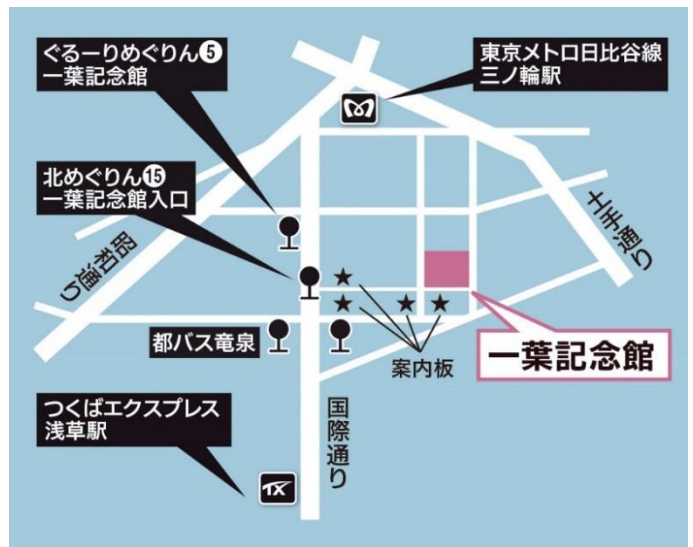 ぐるーりめぐりん⑤
一葉記念館
東京メトロ日比谷線
三ノ輪駅
北めぐりん⑮
一葉記念館入口
昭和通り
土手通り
都バス竜泉
案内板
一葉記念館
つくばエクスプレス
浅草駅
国際通り
TX